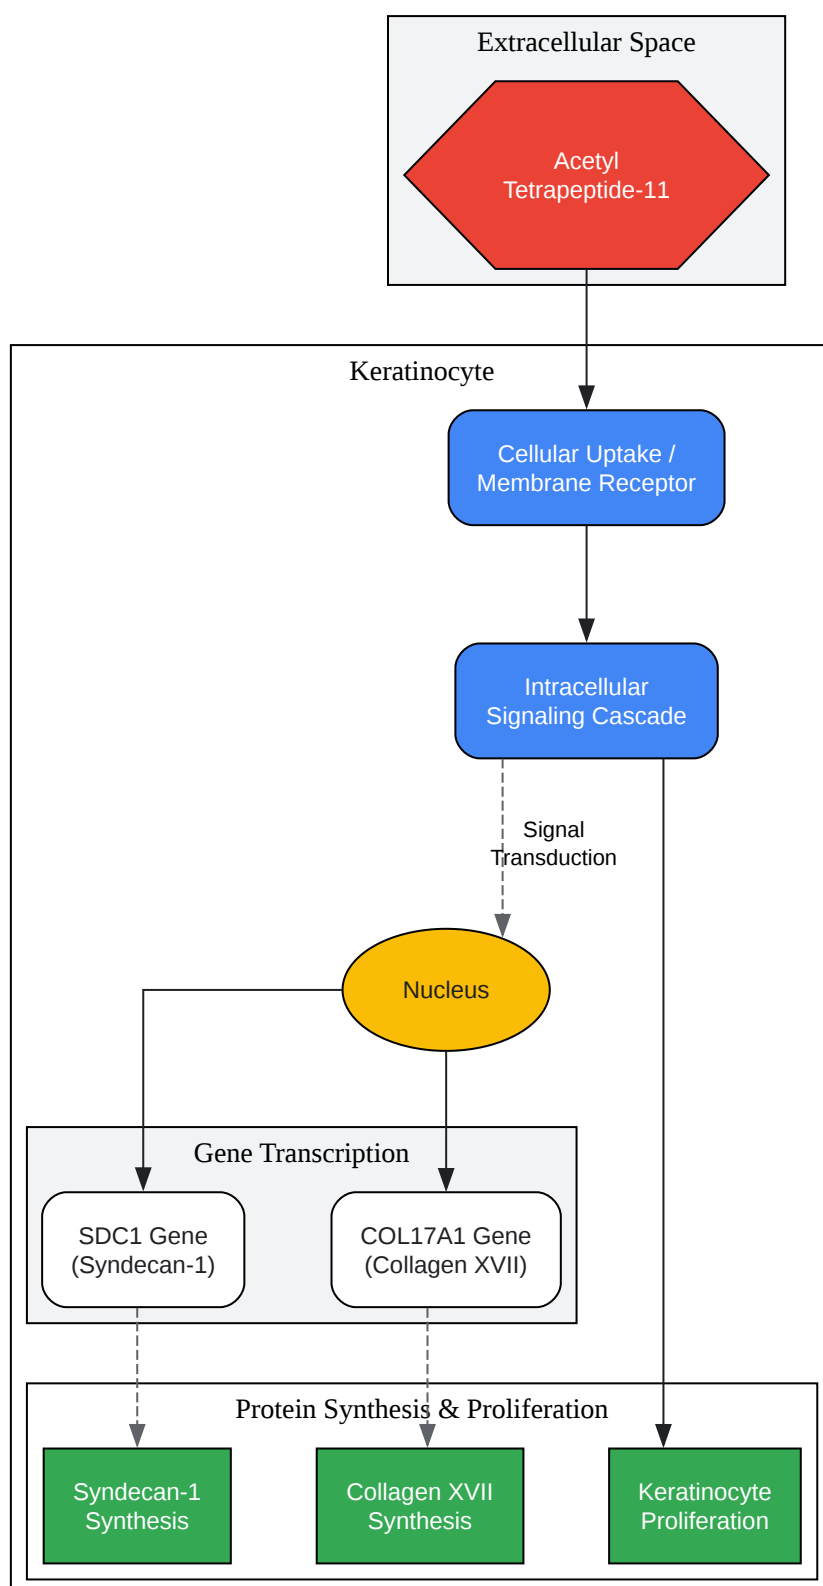 Extracellular Space
Acetyl
Tetrapeptide-11
Keratinocyte
Cellular Uptake /
Membrane Receptor
Intracellular
Signaling Cascade
Signal
Transduction
Nucleus
Gene Transcription
SDC1 Gene
(Syndecan-1)
COL17A1 Gene
(Collagen XVII)
Protein Synthesis & Proliferation
Syndecan-1
Synthesis
Collagen XVII
Synthesis
Keratinocyte
Proliferation